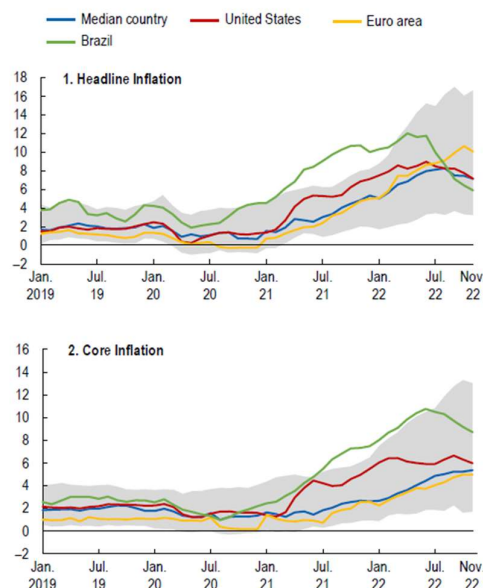 Median country United States Euro area
Brazil
1. Headline Inflation
18
16
14
12
10
8
6
4
2
0
−2
Jan. Jul. Jan. Jul. Jan. Jul. Jan. Jul. Nov.
2019 19 20 20 21 21 22 22 22
2. Core Inflation
16
14
12
10
8
6
4
2
0
−2
Jan. Jul. Jan. Jul. Jan. Jul. Jan. Jul. Nov.
2019 19 20 20 21 21 22 22 22